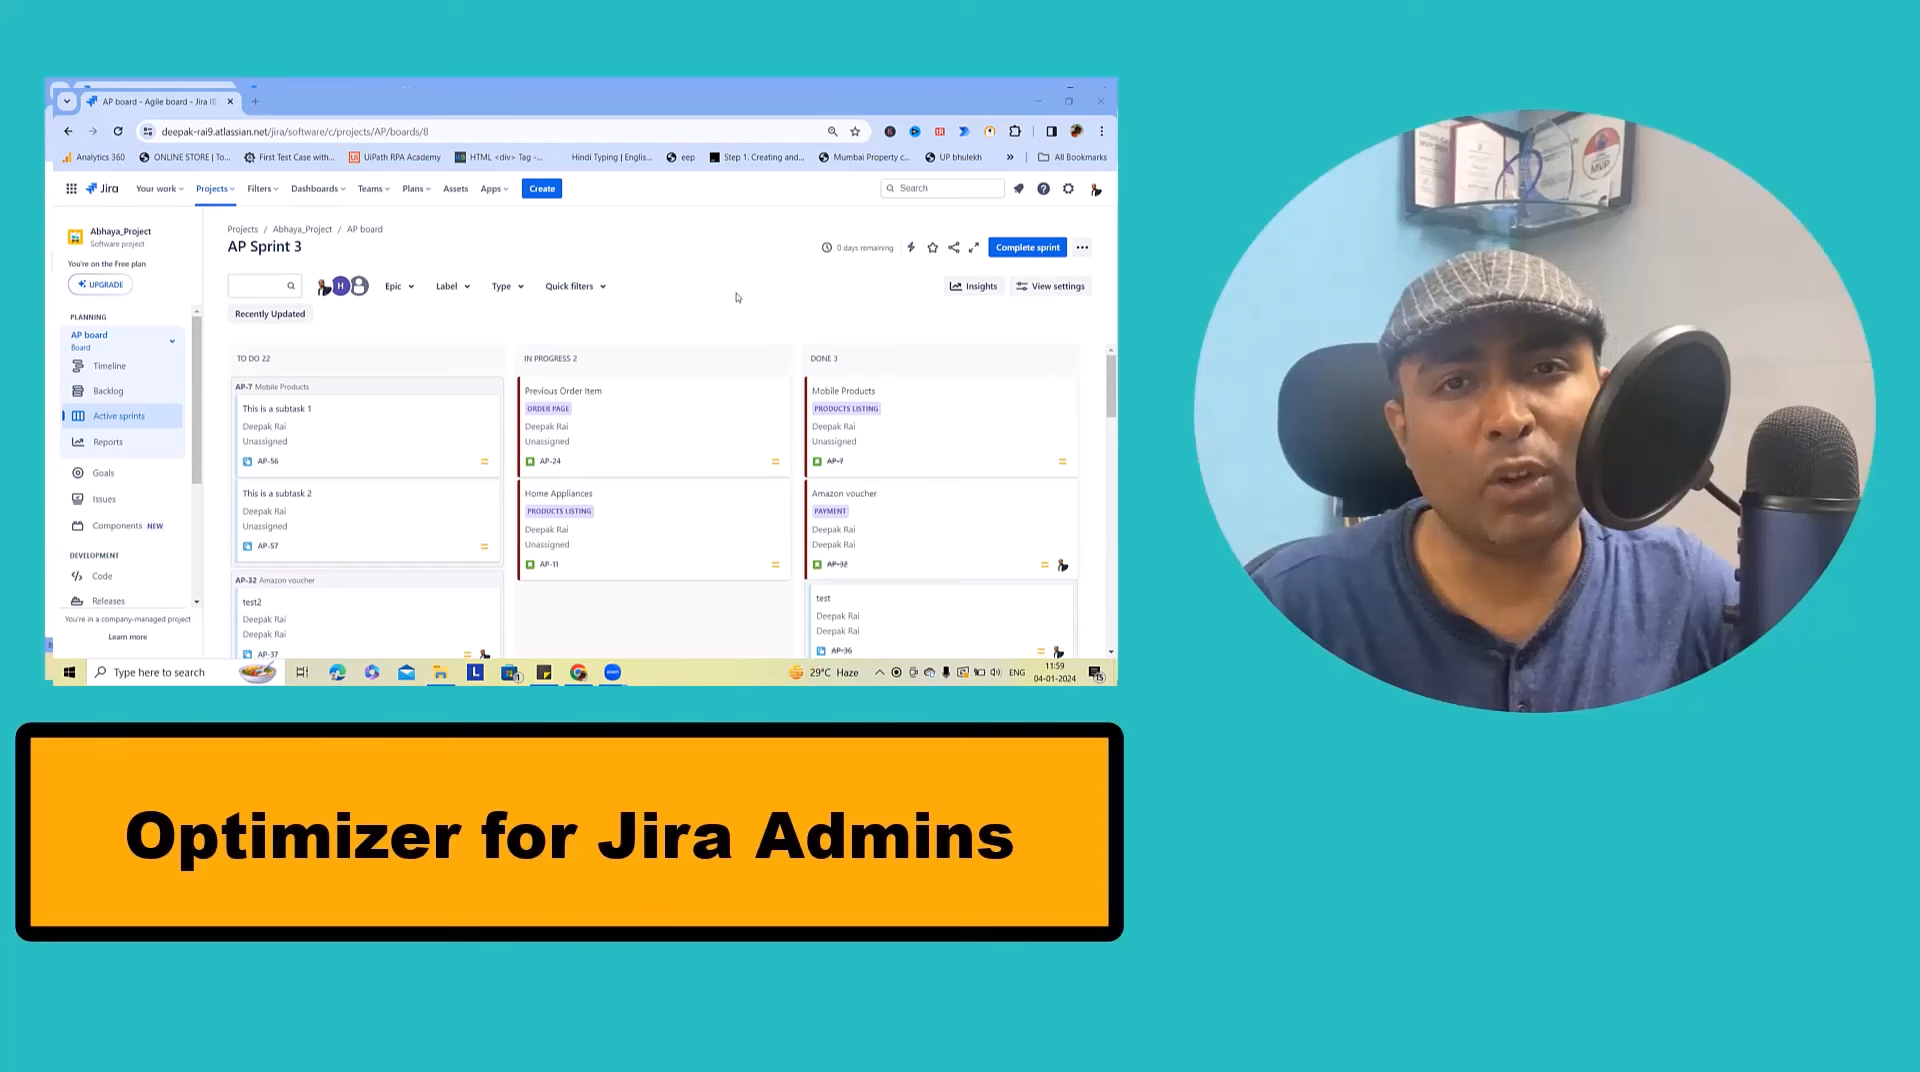 AP board - Agile board - Jira
deepak-rai9.atlassian.net/jira/software/c/projects/AP/boards/8
Analytics 360 ONLINE STORE | To... First Test Case with... UiPath RPA Academy HTML <div> Tag -... Hindi Typing | Englis... eep Step 1. Creating and... Mumbai Property c... UP bhulekh » All Bookmarks
Jira Your work Projects Filters Dashboards Teams Plans Assets Apps Create Search
Abhaya_Project
Software project
You're on the Free plan
UPGRADE
PLANNING
AP board
Board
Timeline
Backlog
Active sprints
Reports
Goals
Issues
Components NEW
DEVELOPMENT
Code
Releases
You're in a company-managed project
Learn more
Projects / Abhaya_Project / AP board
AP Sprint 3
0 days remaining
Complete sprint
H
Epic Label Type Quick filters
Insights View settings
Recently Updated
TO DO 22
AP-7 Mobile Products
This is a subtask 1
Deepak Rai
Unassigned
AP-56
This is a subtask 2
Deepak Rai
Unassigned
AP-57
AP-32 Amazon voucher
test2
Deepak Rai
Deepak Rai
AP-37
IN PROGRESS 2
Previous Order Item
ORDER PAGE
Deepak Rai
Unassigned
AP-24
Home Appliances
PRODUCTS LISTING
Deepak Rai
Unassigned
AP-11
DONE 3
Mobile Products
PRODUCTS LISTING
Deepak Rai
Unassigned
AP-7
Amazon voucher
PAYMENT
Deepak Rai
Deepak Rai
AP-32
test
Deepak Rai
Deepak Rai
AP-36
Type here to search
29°C Haze
ENG
11:59
04-01-2024
15
MVP
Optimizer for Jira Admins